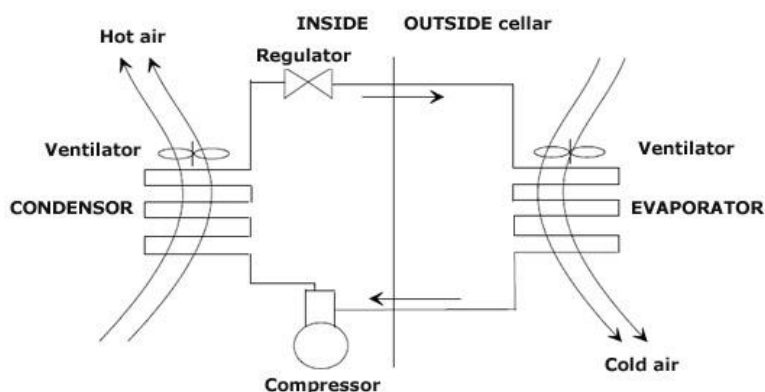 INSIDE OUTSIDE cellar
Hot air
Regulator
Ventilator
Ventilator
CONDENSOR
EVAPORATOR
Cold air
Compressor